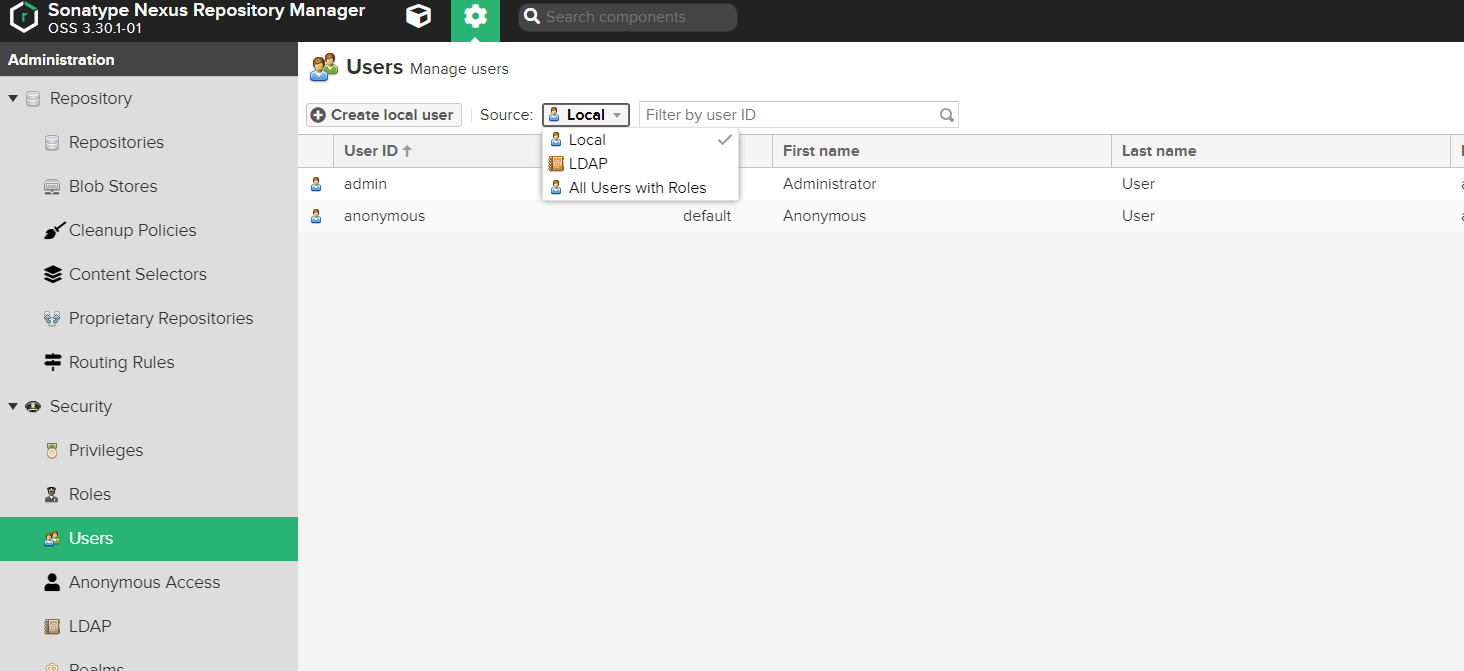 Sonatype Nexus Repository Manager
OSS 3.30.1-01
Search components
Administration
Repository
Repositories
Blob Stores
Cleanup Policies
Content Selectors
Proprietary Repositories
Routing Rules
Security
Privileges
Roles
Users
Anonymous Access
LDAP
Realms
Users Manage users
Create local user Source: Local Filter by user ID
Local
LDAP
All Users with Roles
User ID First name Last name
admin Administrator User
anonymous default Anonymous User